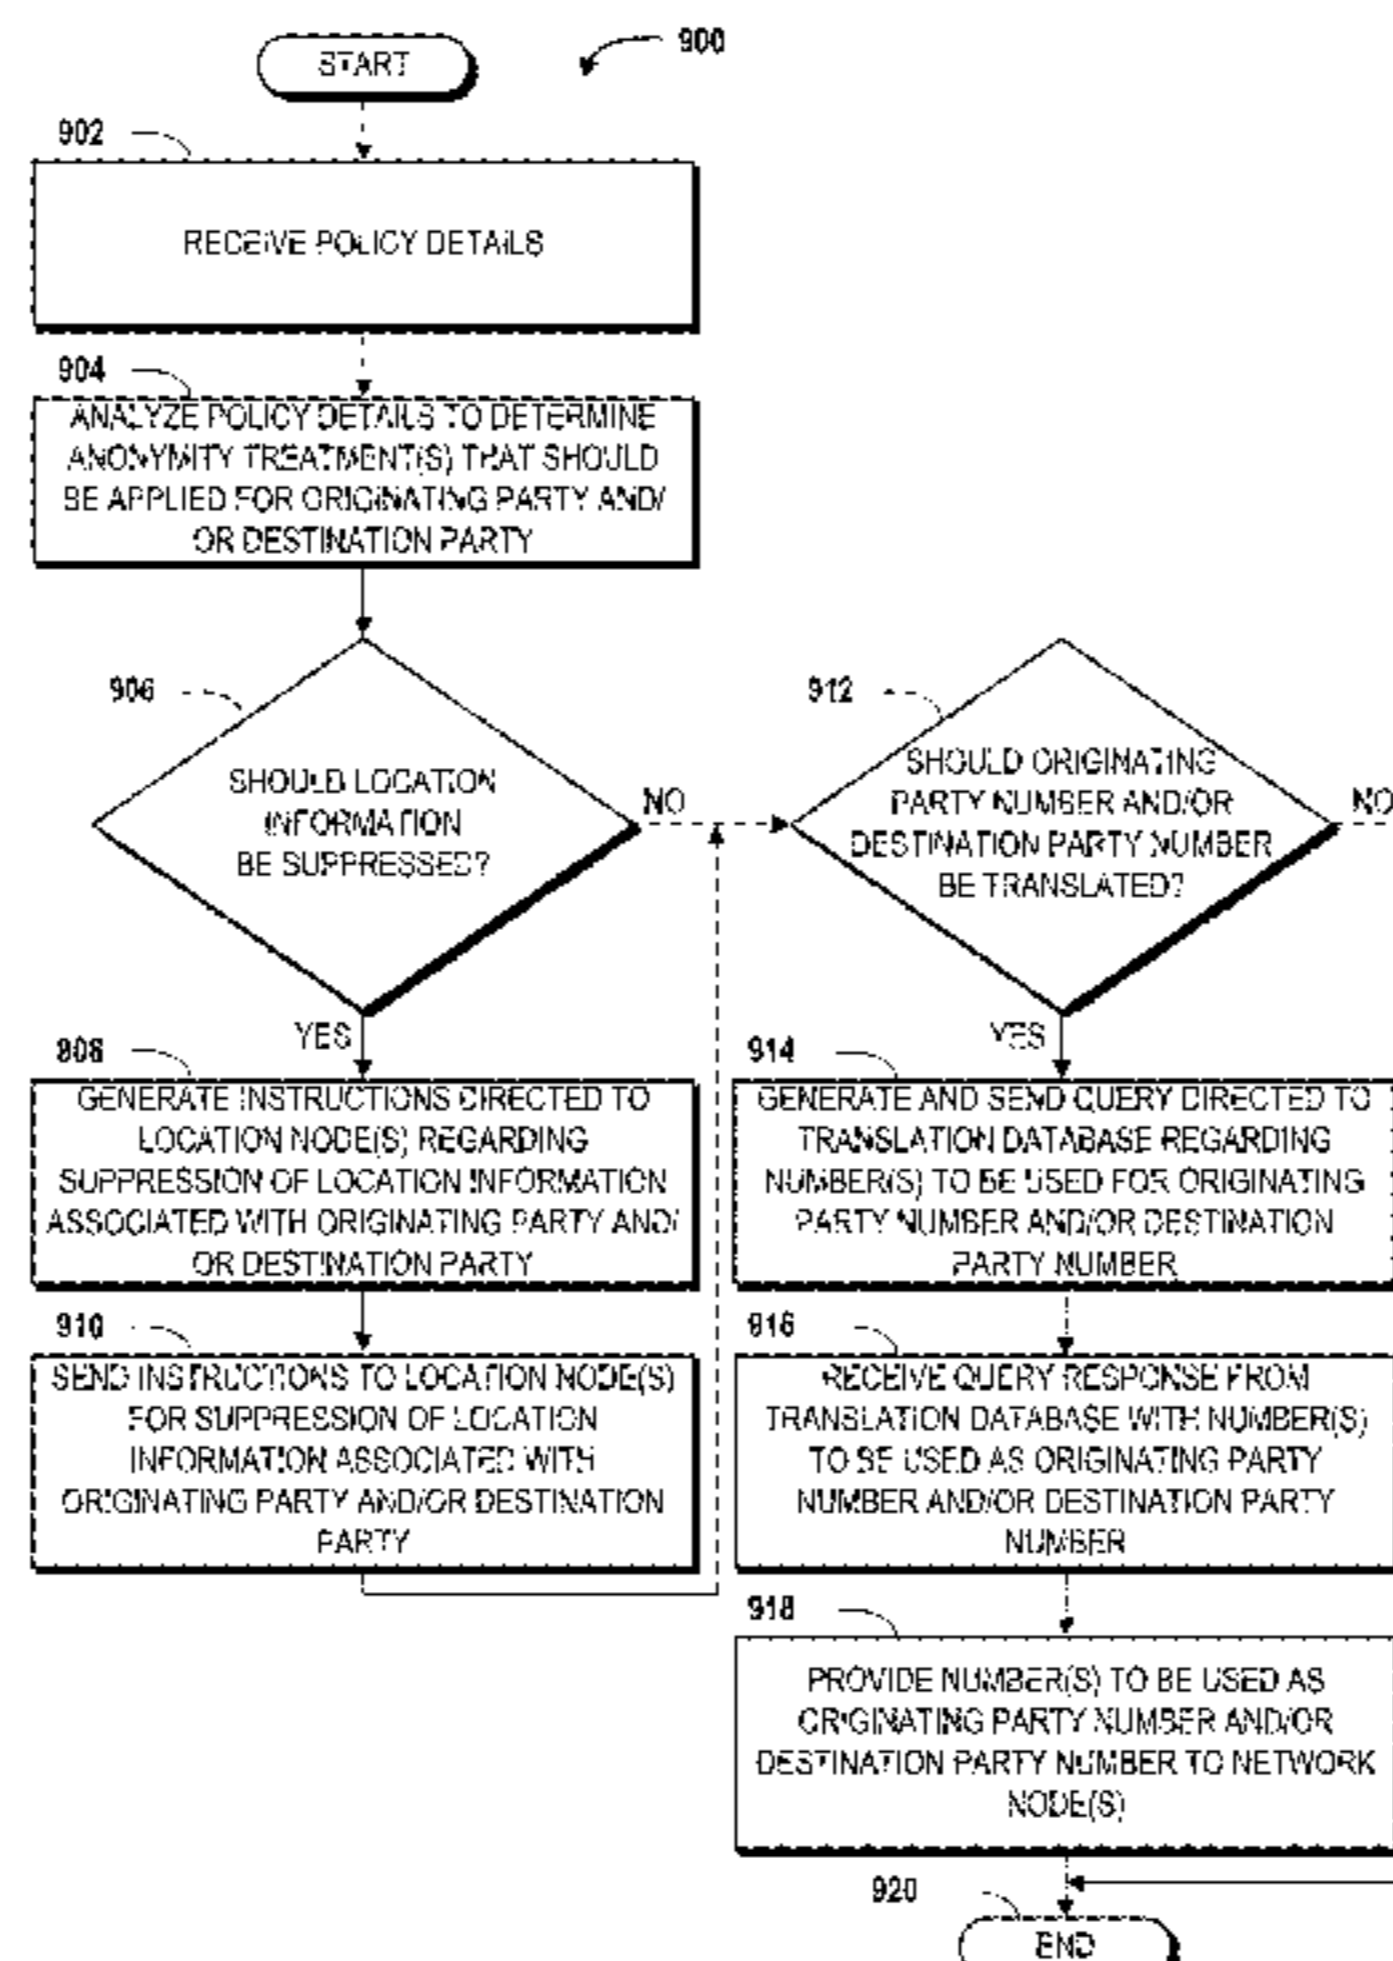 START
900
902
RECEIVE POLICY DETAILS
904
ANALYZE POLICY DETAILS TO DETERMINE
ANONYMITY TREATMENT(S) THAT SHOULD
BE APPLIED FOR ORIGINATING PARTY AND/
OR DESTINATION PARTY
906
SHOULD LOCATION
INFORMATION
BE SUPPRESSED?
NO
YES
908
GENERATE INSTRUCTIONS DIRECTED TO
LOCATION NODE(S) REGARDING
SUPPRESSION OF LOCATION INFORMATION
ASSOCIATED WITH ORIGINATING PARTY AND/
OR DESTINATION PARTY
910
SEND INSTRUCTIONS TO LOCATION NODE(S)
FOR SUPPRESSION OF LOCATION
INFORMATION ASSOCIATED WITH
ORIGINATING PARTY AND/OR DESTINATION
PARTY
912
SHOULD ORIGINATING
PARTY NUMBER AND/OR
DESTINATION PARTY NUMBER
BE TRANSLATED?
NO
YES
914
GENERATE AND SEND QUERY DIRECTED TO
TRANSLATION DATABASE REGARDING
NUMBER(S) TO BE USED FOR ORIGINATING
PARTY NUMBER AND/OR DESTINATION
PARTY NUMBER
916
RECEIVE QUERY RESPONSE FROM
TRANSLATION DATABASE WITH NUMBER(S)
TO BE USED AS ORIGINATING PARTY
NUMBER AND/OR DESTINATION PARTY
NUMBER
918
PROVIDE NUMBER(S) TO BE USED AS
ORIGINATING PARTY NUMBER AND/OR
DESTINATION PARTY NUMBER TO NETWORK
NODE(S)
920
END